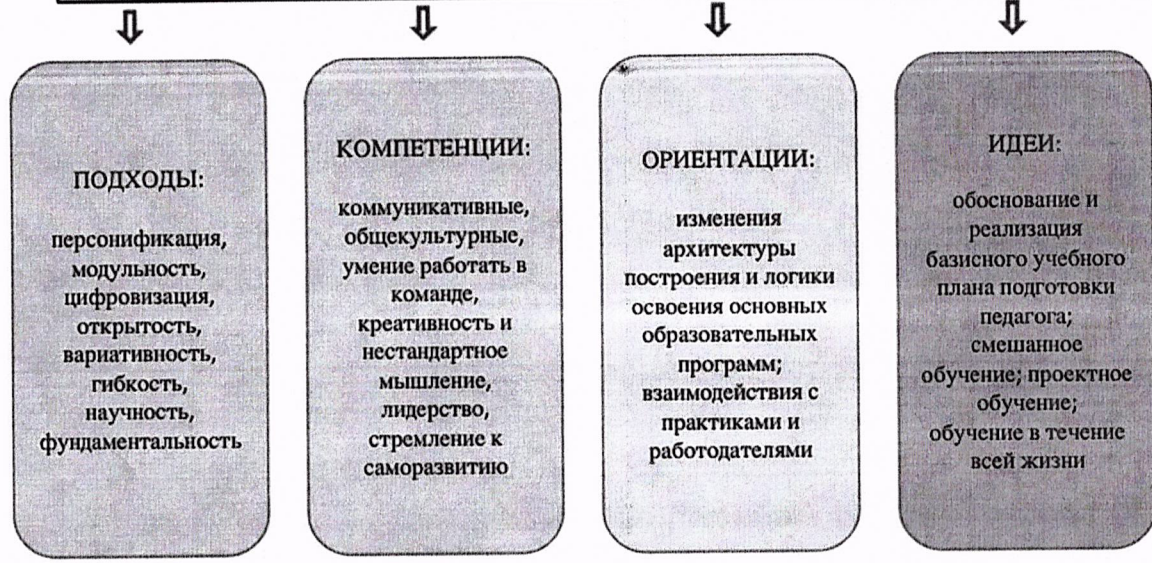 ПОДХОДЫ:
персонификация,
модульность,
цифровизация,
открытость,
вариативность,
гибкость,
научность,
фундаментальность
КОМПЕТЕНЦИИ:
коммуникативные,
общекультурные,
умение работать в
команде,
креативность и
нестандартное
мышление,
лидерство,
стремление к
саморазвитию
ОРИЕНТАЦИИ:
изменения
архитектуры
построения и логики
освоения основных
образовательных
программ;
взаимодействия с
практиками и
работодателями
ИДЕИ:
обоснование и
реализация
базисного учебного
плана подготовки
педагога;
смешанное
обучение; проектное
обучение;
обучение в течение
всей жизни